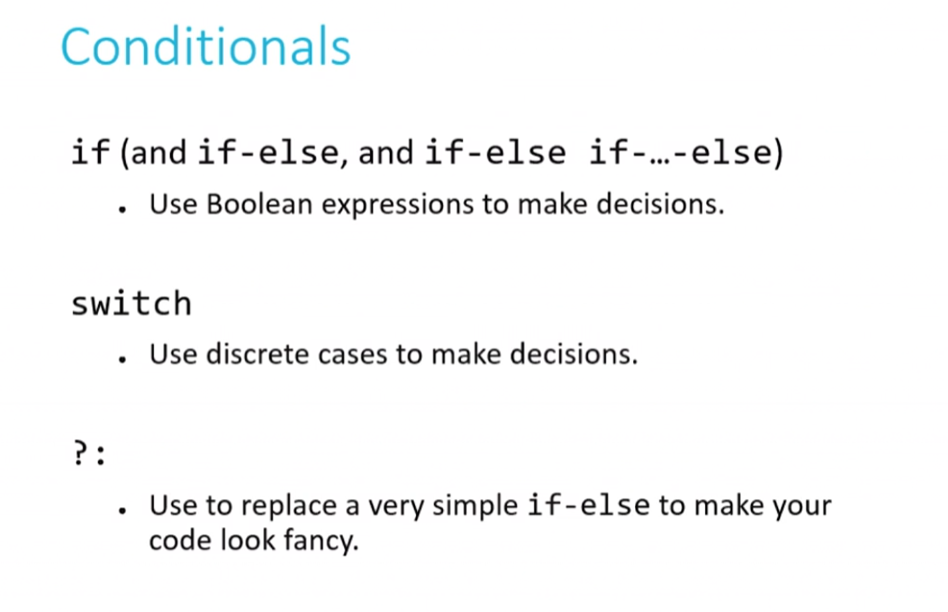 Conditionals
if (and if-else, and if-else if-…-else)
• Use Boolean expressions to make decisions.
switch
• Use discrete cases to make decisions.
?:
• Use to replace a very simple if-else to make your
code look fancy.